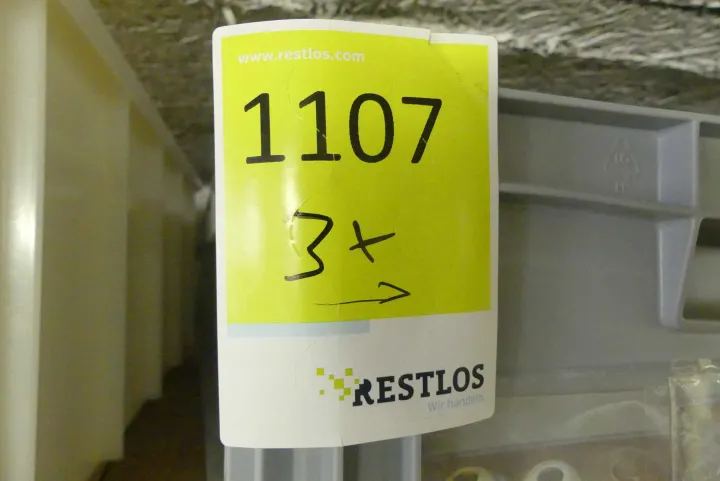 www.restlos.com
1107
3x
→
RESTLOS
Wir handeln